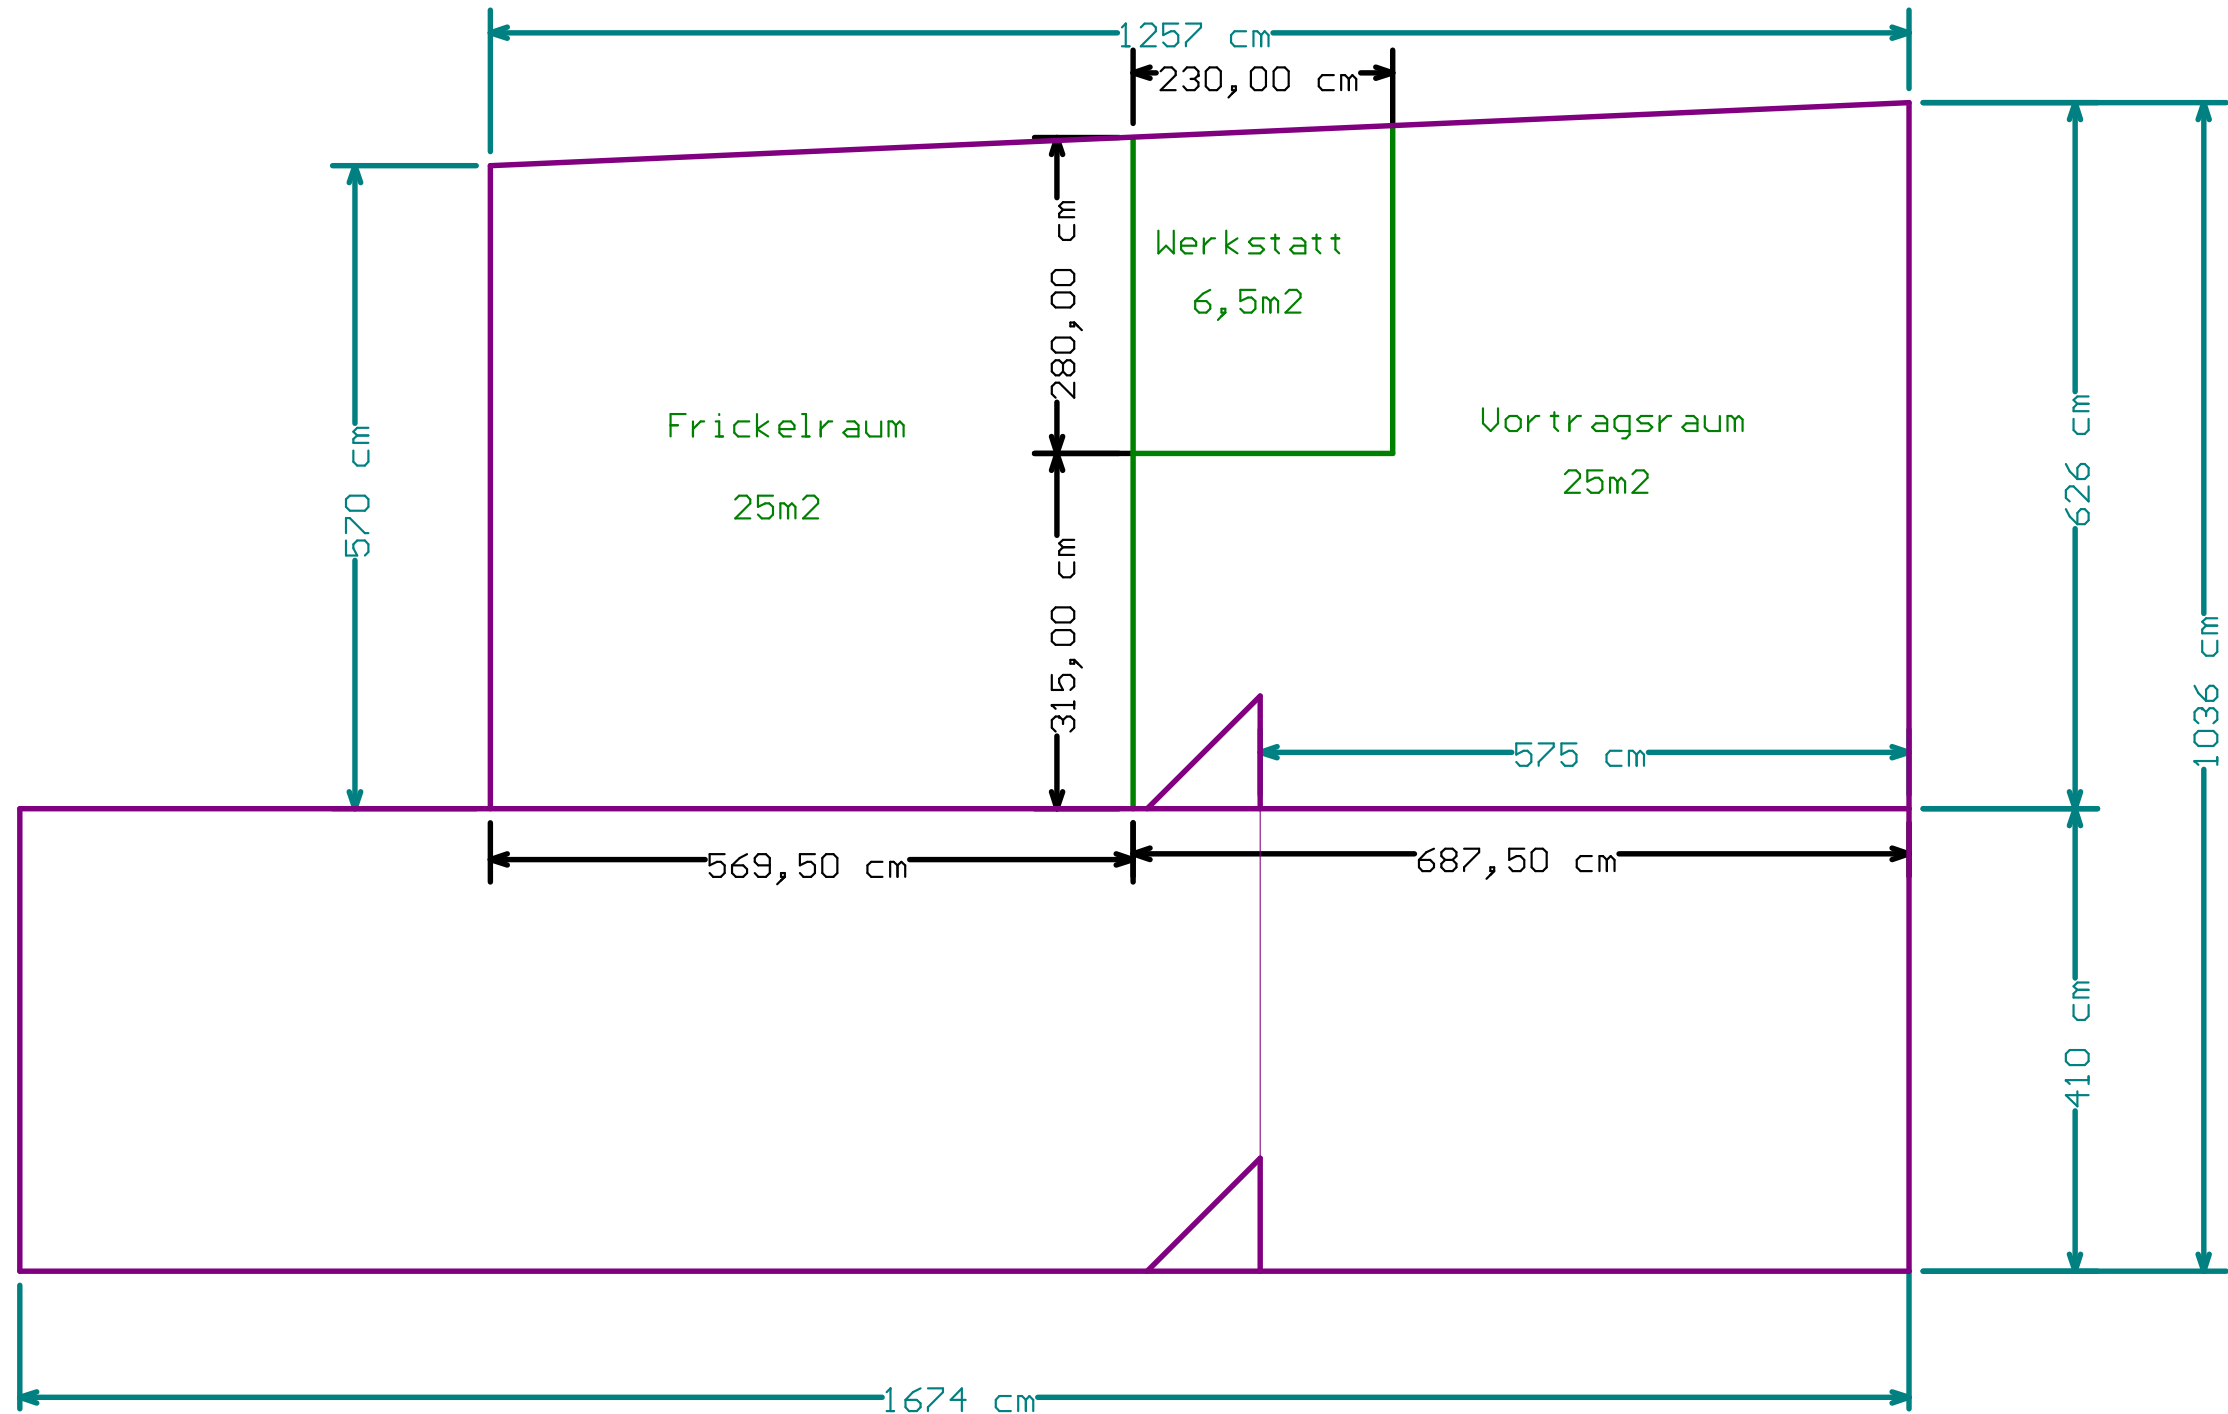 1257 cm
230,00 cm
280,00 cm
Werkstatt
6,5m2
Frickelraum
25m2
Vortragsraum
25m2
570 cm
626 cm
315,00 cm
1036 cm
575 cm
569,50 cm
687,50 cm
410 cm
1674 cm